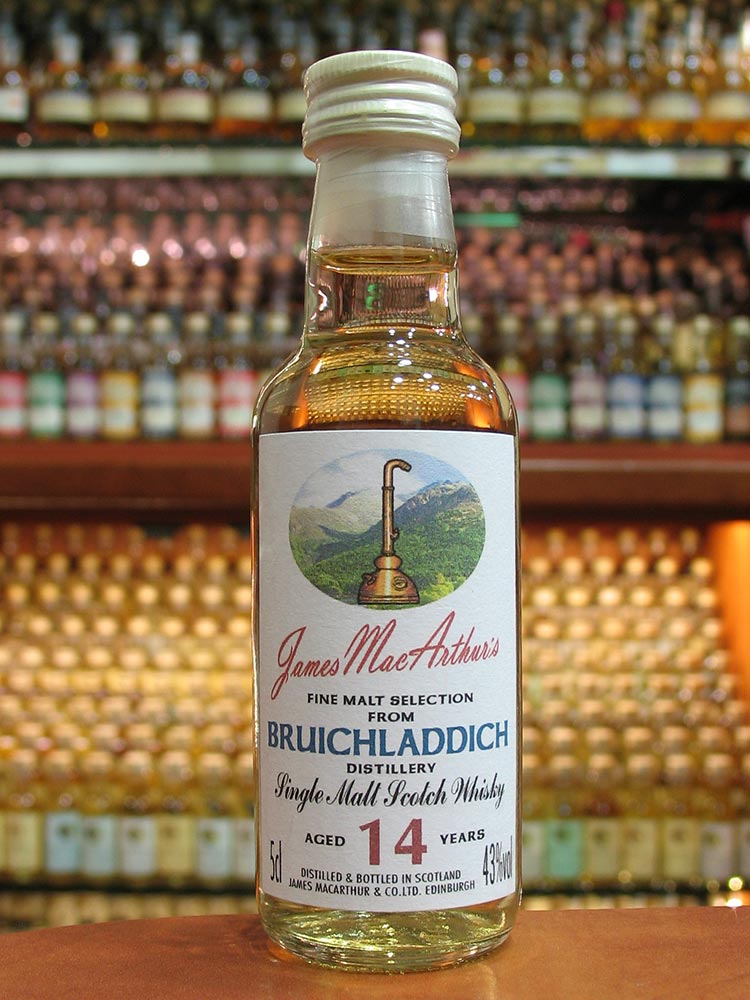 James MacArthur's
FINE MALT SELECTION
FROM
BRUICHLADDICH
DISTILLERY
Single Malt Scotch Whisky
AGED 14 YEARS
5cl
43%vol
DISTILLED & BOTTLED IN SCOTLAND
JAMES MACARTHUR & CO.LTD. EDINBURGH